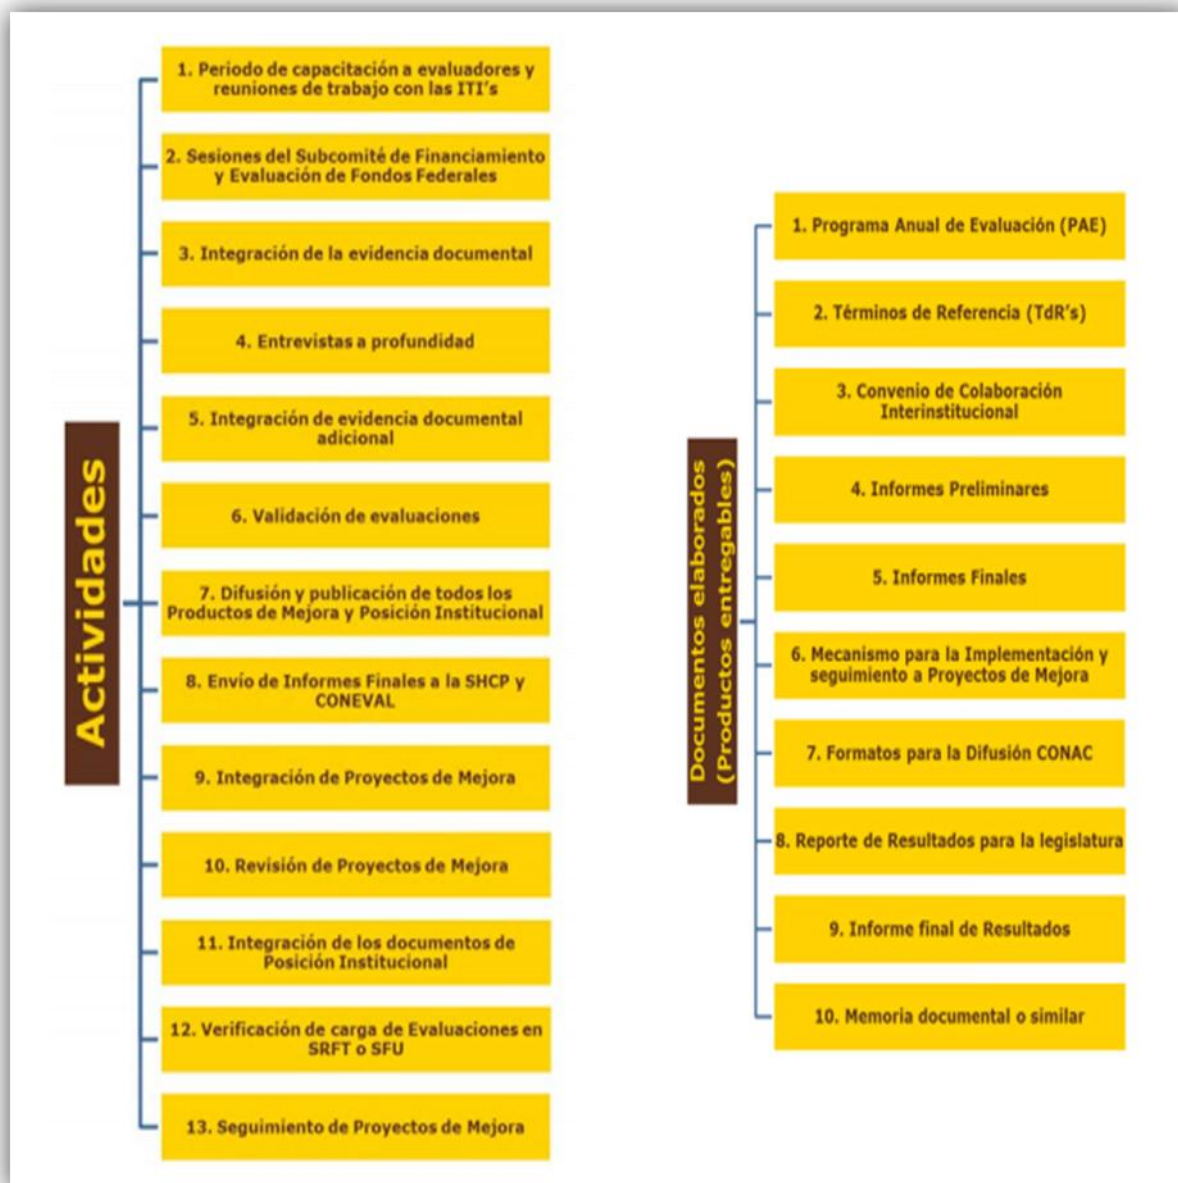 Actividades
1. Periodo de capacitación a evaluadores y
reuniones de trabajo con las ITI's
2. Sesiones del Subcomité de Financiamiento
y Evaluación de Fondos Federales
3. Integración de la evidencia documental
4. Entrevistas a profundidad
5. Integración de evidencia documental
adicional
6. Validación de evaluaciones
7. Difusión y publicación de todos los
Productos de Mejora y Posición Institucional
8. Envío de Informes Finales a la SHCP y
CONEVAL
9. Integración de Proyectos de Mejora
10. Revisión de Proyectos de Mejora
11. Integración de los documentos de
Posición Institucional
12. Verificación de carga de Evaluaciones en
SRFT o SFU
13. Seguimiento de Proyectos de Mejora
Documentos elaborados
(Productos entregables)
1. Programa Anual de Evaluación (PAE)
2. Términos de Referencia (TdR's)
3. Convenio de Colaboración
Interinstitucional
4. Informes Preliminares
5. Informes Finales
6. Mecanismo para la Implementación y
seguimiento a Proyectos de Mejora
7. Formatos para la Difusión CONAC
8. Reporte de Resultados para la legislatura
9. Informe final de Resultados
10. Memoria documental o similar